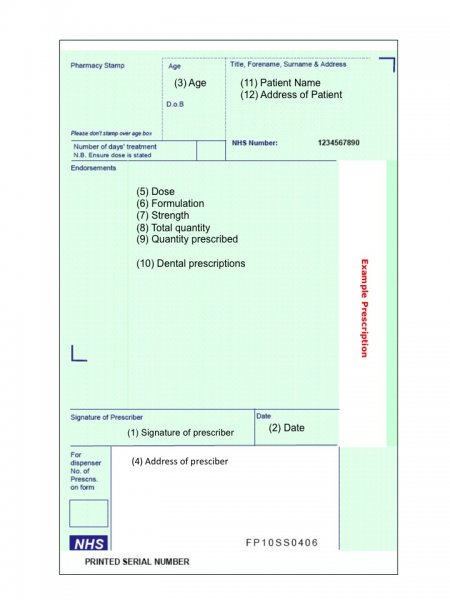 Pharmacy Stamp
Age
(3) Age
D.o.B
Title, Forename, Surname & Address
(11) Patient Name
(12) Address of Patient
Please don't stamp over age box
Number of days' treatment
N.B. Ensure dose is stated
NHS Number:
1234567890
Endorsements
(5) Dose
(6) Formulation
(7) Strength
(8) Total quantity
(9) Quantity prescribed
(10) Dental prescriptions
Example Prescription
Signature of Prescriber
(1) Signature of prescriber
Date
(2) Date
For
dispenser
No. of
Prescns.
on form
(4) Address of presciber
NHS
FP10SS0406
PRINTED SERIAL NUMBER